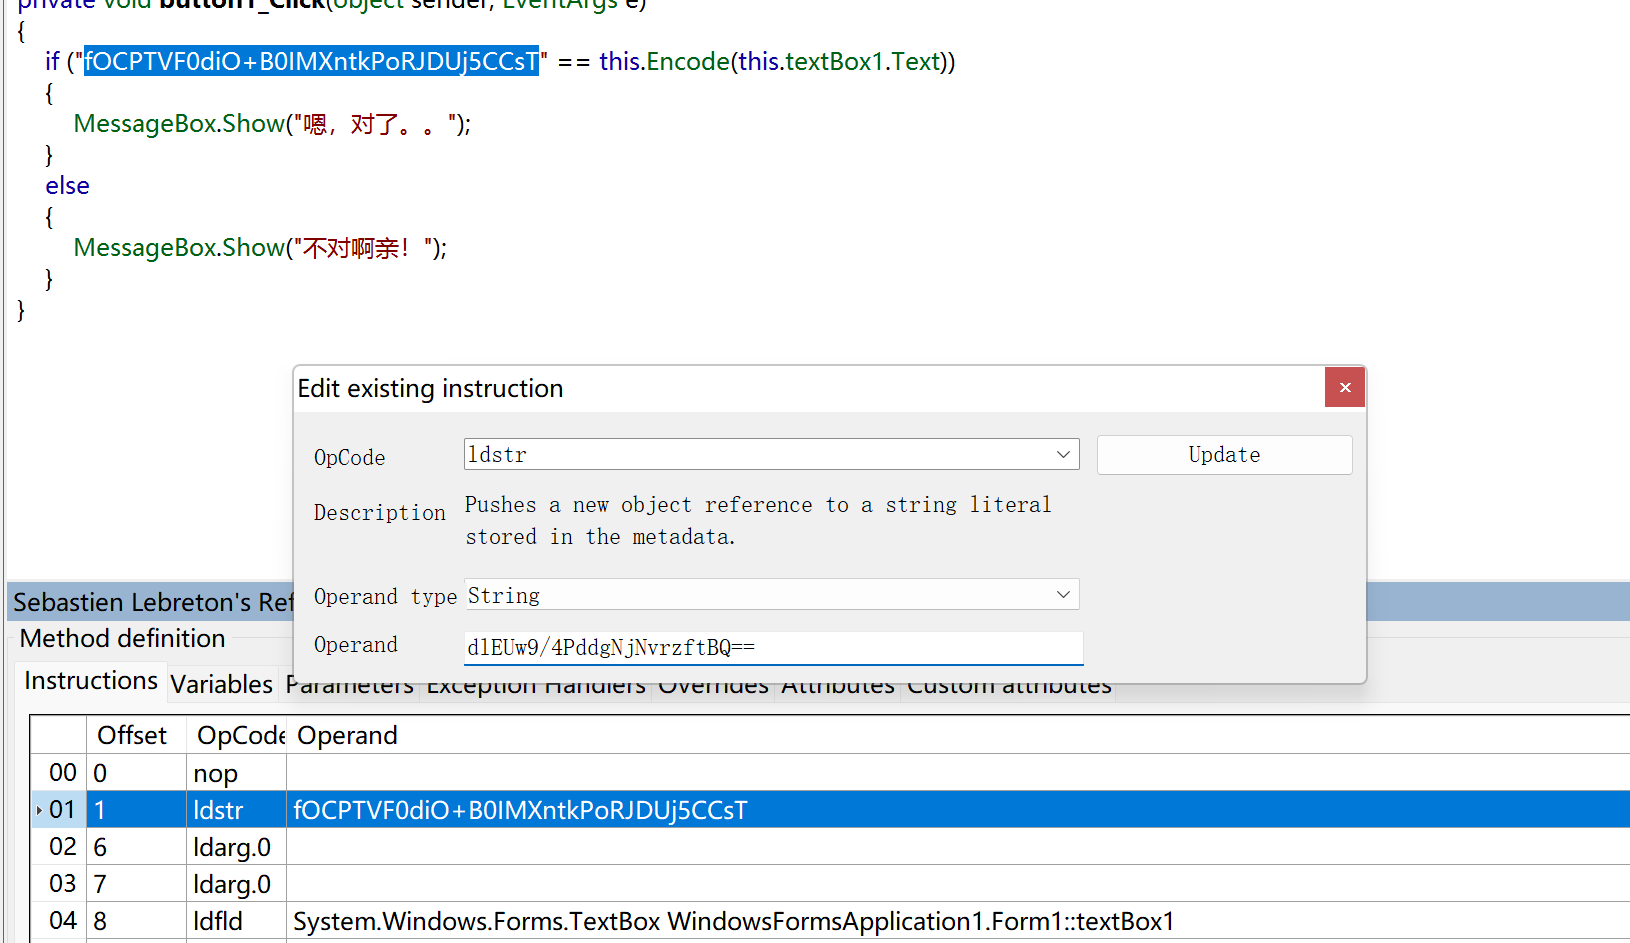 private void button1_Click(object sender, EventArgs e)
{
if ("fOCPTVF0diO+B0IMXntkPoRJDUj5CCsT" == this.Encode(this.textBox1.Text))
{
MessageBox.Show("嗯，对了。。");
}
else
{
MessageBox.Show("不对啊亲！");
}
}
Edit existing instruction
OpCode
ldstr
Update
Description
Pushes a new object reference to a string literal
stored in the metadata.
Operand type
String
Operand
dlEUw9/4PddgNjNvrzftBQ==
Sebastien Lebreton's Ref
Method definition
Instructions Variables Parameters Exception Handlers Overrides Attributes Custom attributes
Offset OpCode Operand
00 0 nop
01 1 ldstr fOCPTVF0diO+B0IMXntkPoRJDUj5CCsT
02 6 ldarg.0
03 7 ldarg.0
04 8 ldfld System.Windows.Forms.TextBox WindowsFormsApplication1.Form1::textBox1